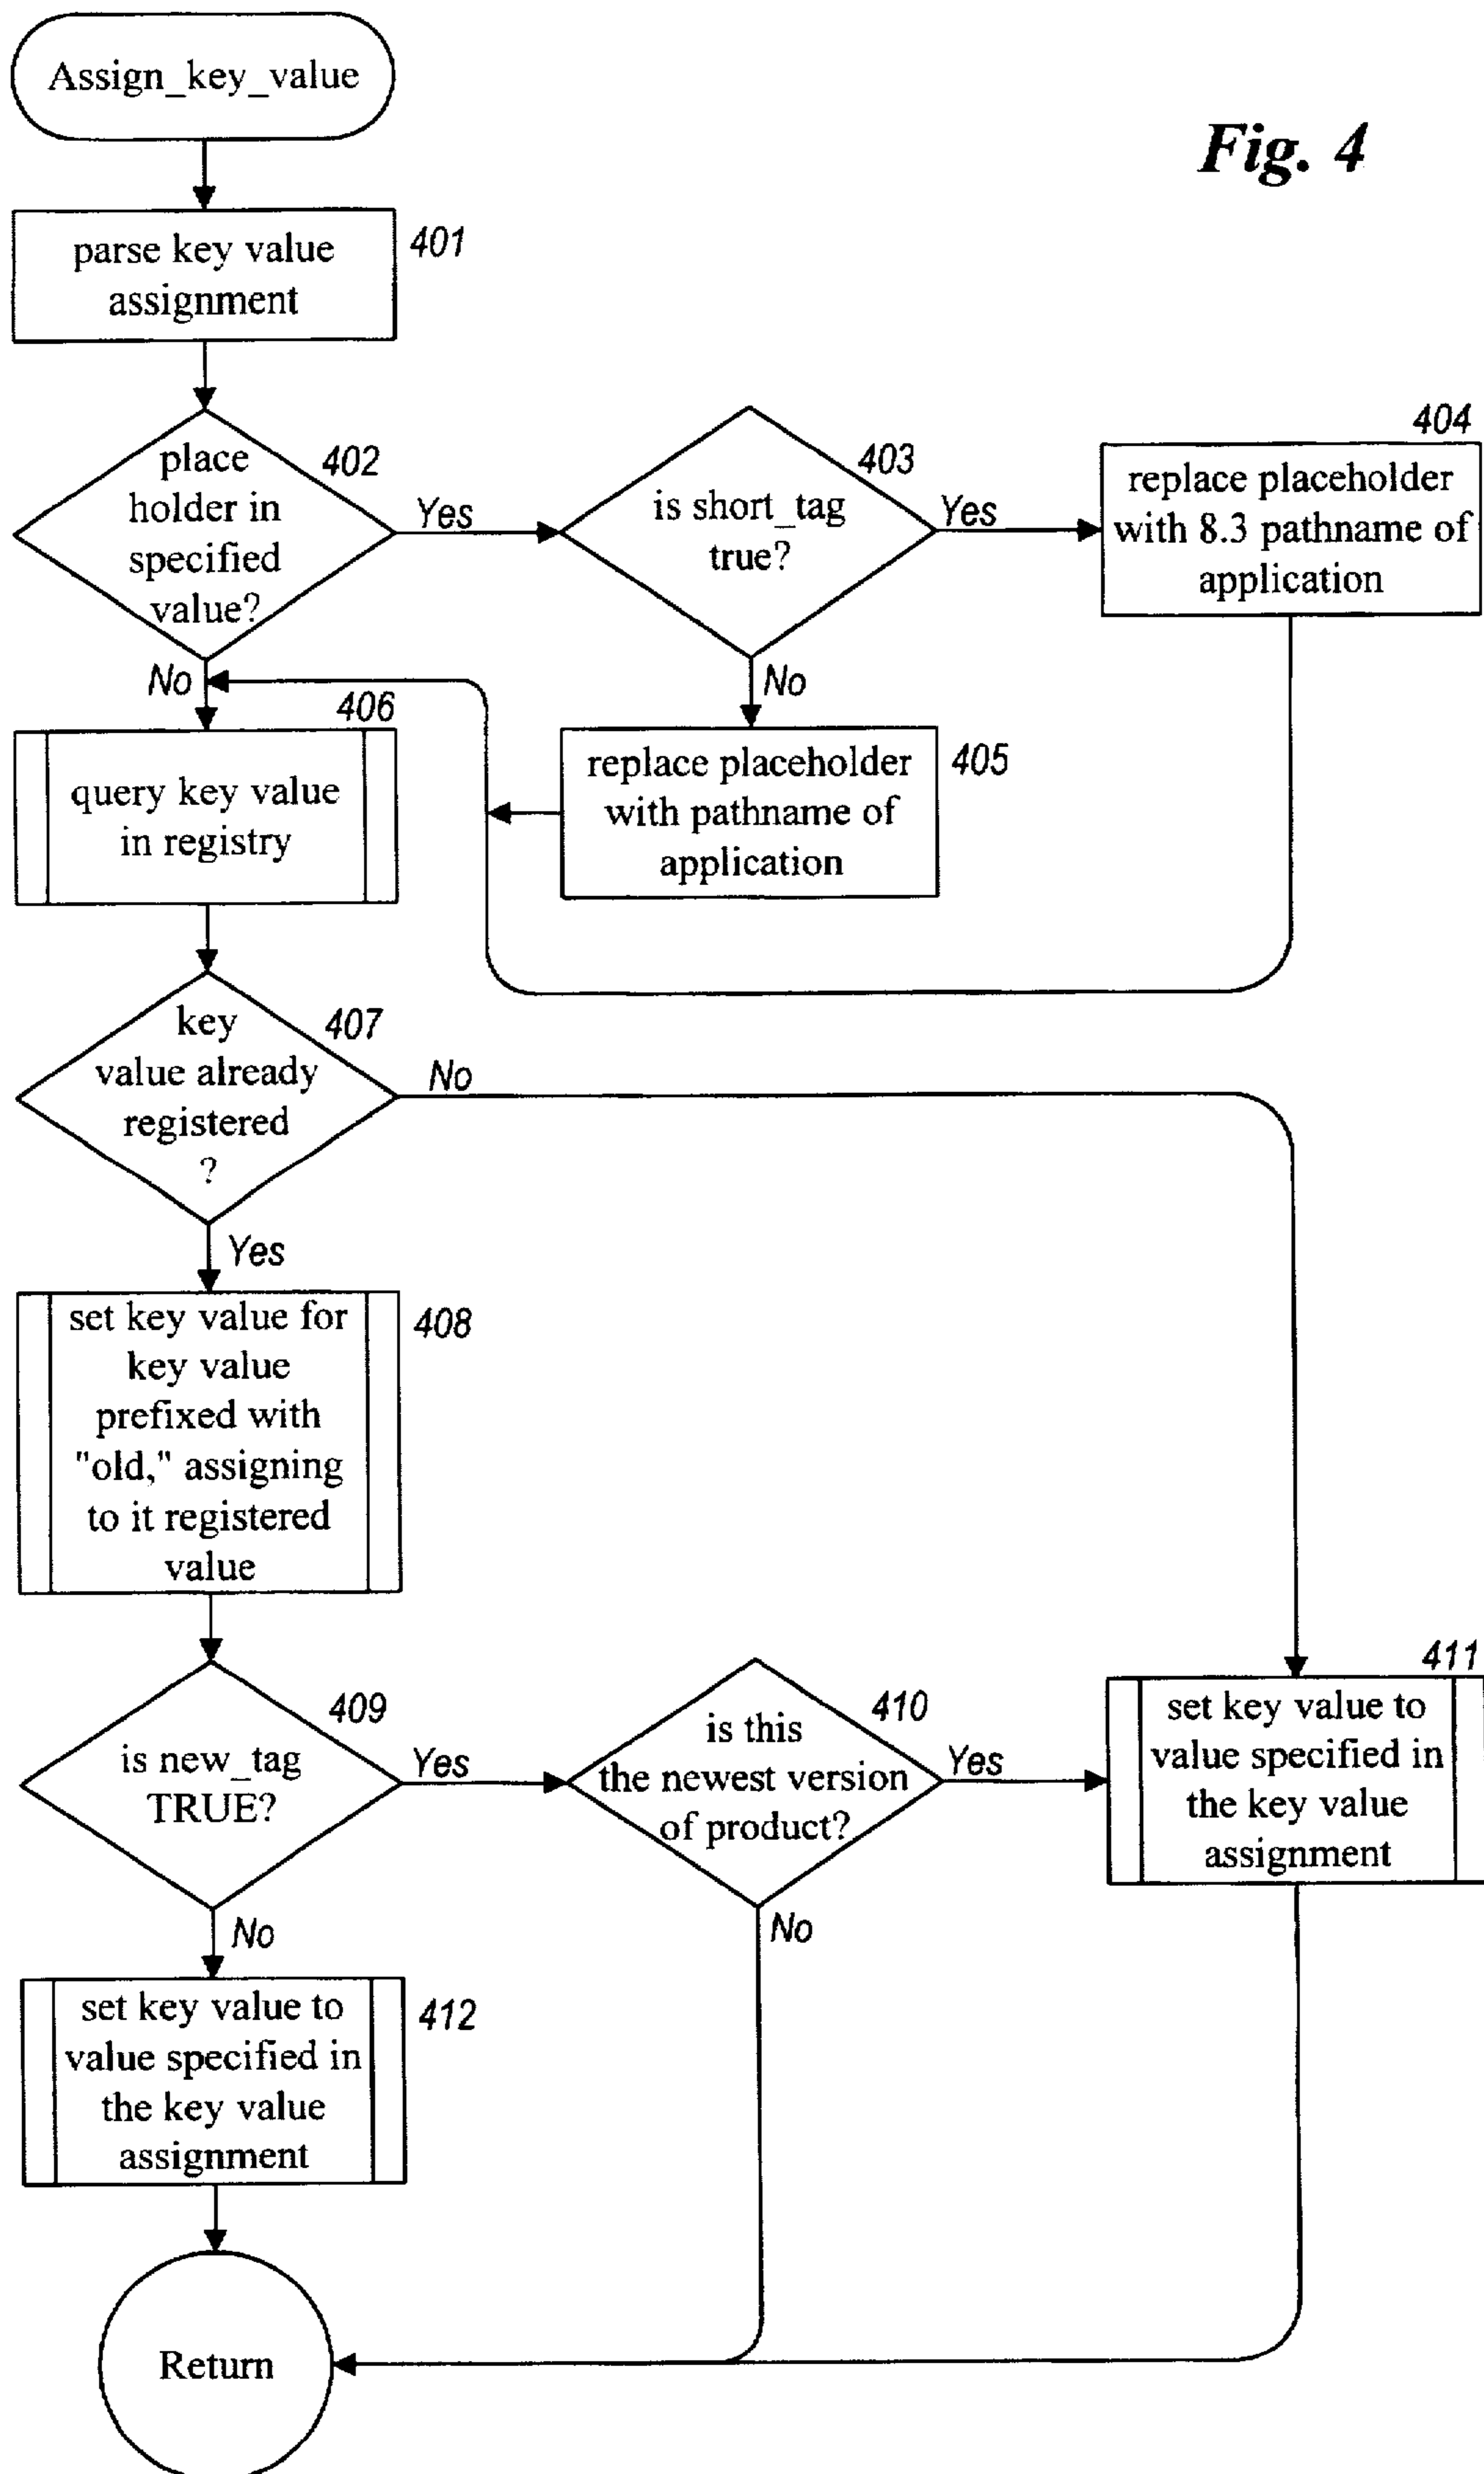 Assign_key_value
Fig. 4
parse key value
assignment
401
place
holder in
specified
value?
402
Yes
is short_tag
true?
403
Yes
404
replace placeholder
with 8.3 pathname of
application
No
No
406
query key value
in registry
replace placeholder
with pathname of
application
405
key
value already
registered
?
407
No
Yes
set key value for
key value
prefixed with
"old," assigning
to it registered
value
408
is new_tag
TRUE?
409
Yes
is this
the newest version
of product?
410
Yes
411
set key value to
value specified in
the key value
assignment
No
No
set key value to
value specified in
the key value
assignment
412
Return